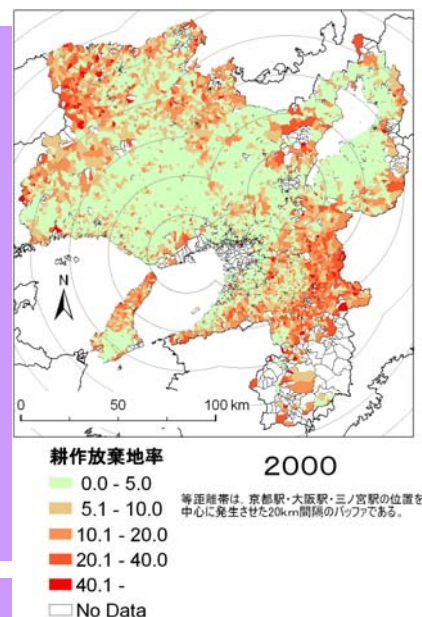 N
0 50 100 km
耕作放棄地率
0.0 - 5.0
5.1 - 10.0
10.1 - 20.0
20.1 - 40.0
40.1 -
No Data
2000
等距離帯は、京都駅・大阪駅・三ノ宮駅の位置を
中心に発生させた20km間隔のバッファである。